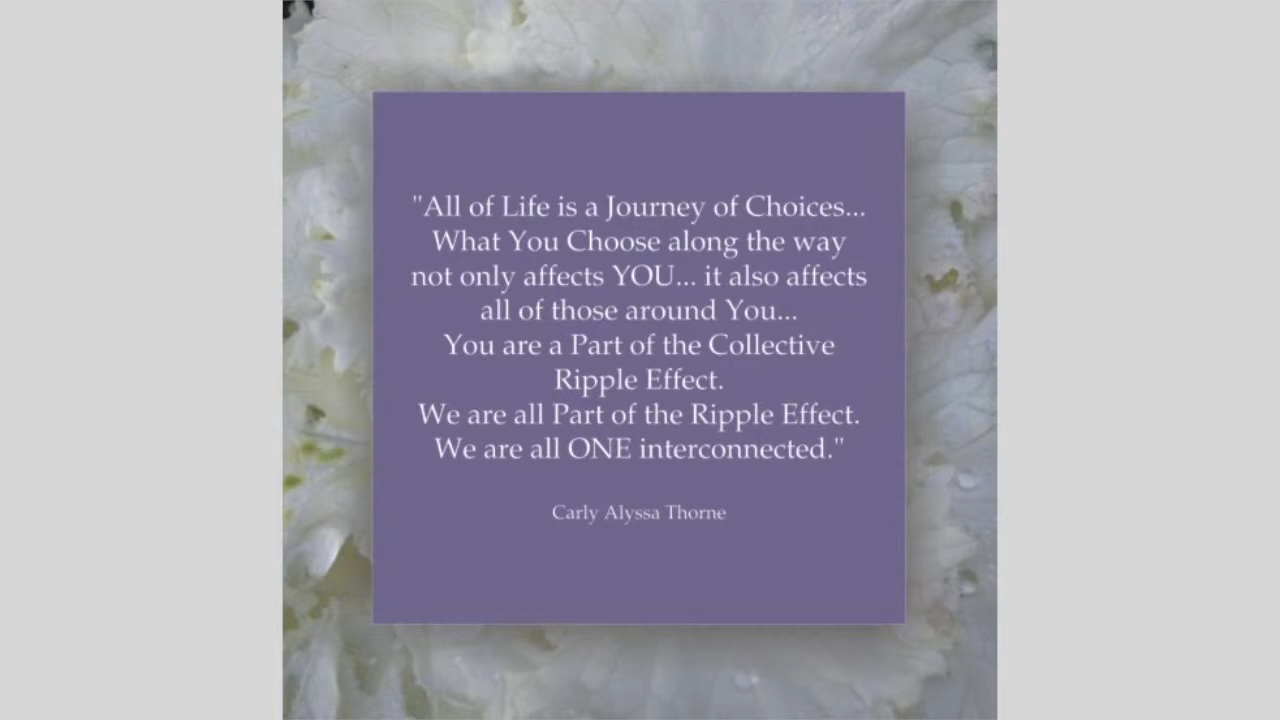 "All of Life is a Journey of Choices...
What You Choose along the way
not only affects YOU... it also affects
all of those around You...
You are a Part of the Collective
Ripple Effect.
We are all Part of the Ripple Effect.
We are all ONE interconnected."
Carly Alyssa Thorne